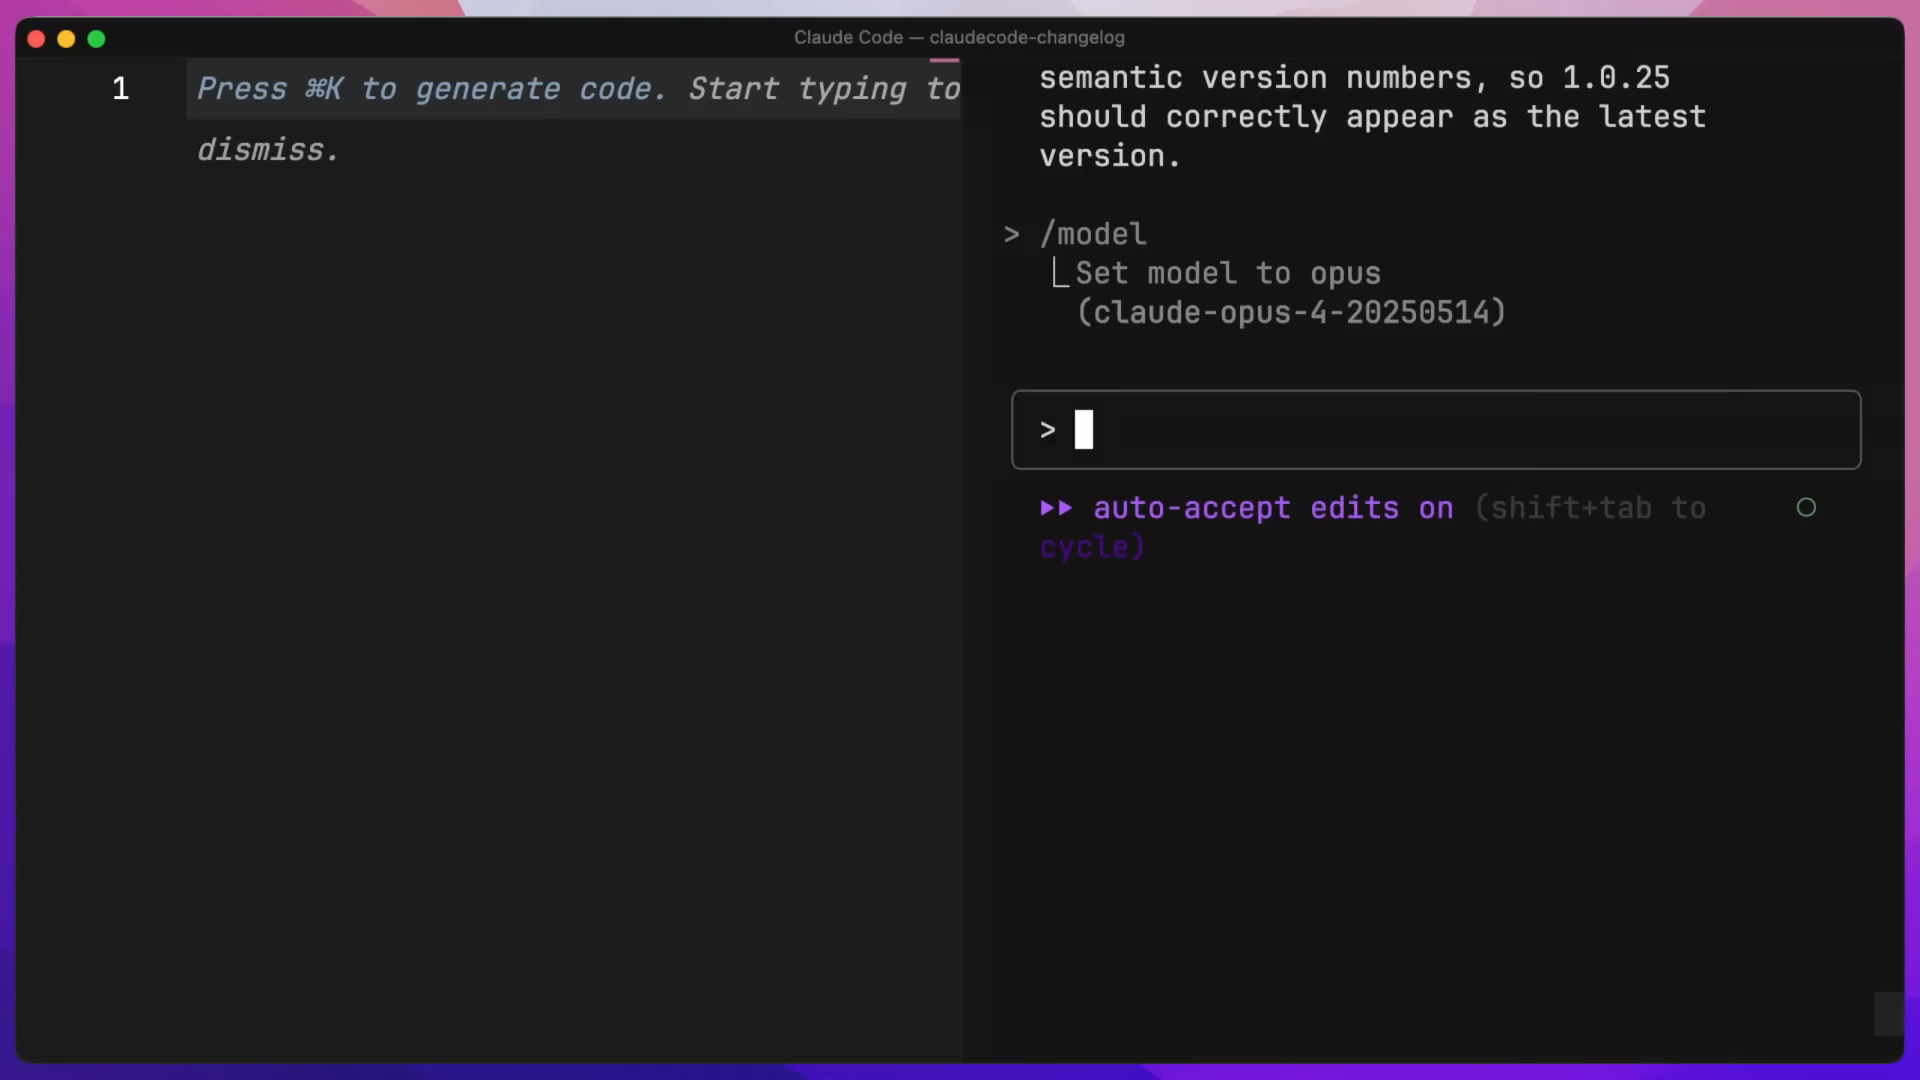 Claude Code — claudecode-changelog
1
Press ⌘K to generate code. Start typing to
dismiss.
semantic version numbers, so 1.0.25
should correctly appear as the latest
version.
> /model
Set model to opus
(claude-opus-4-20250514)
>
auto-accept edits on (shift+tab to
cycle)